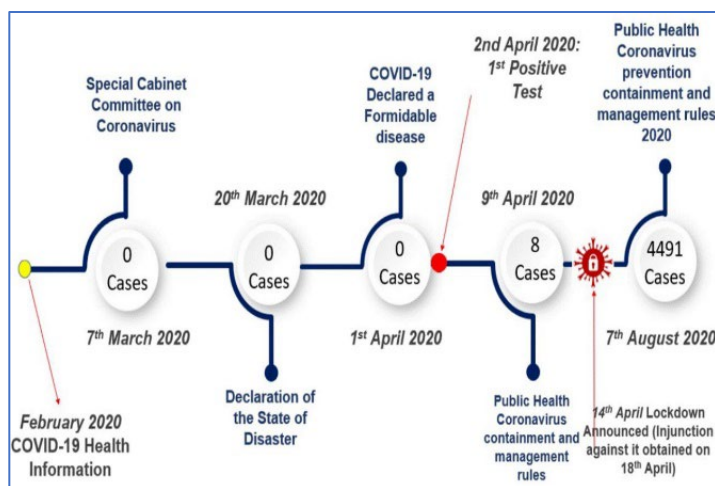 Special Cabinet
Committee on
Coronavirus
0
Cases
7th March 2020
February 2020
COVID-19 Health
Information
20th March 2020
0
Cases
Declaration of
the State of
Disaster
COVID-19
Declared a
Formidable
disease
0
Cases
1st April 2020
2nd April 2020:
1st Positive
Test
9th April 2020
8
Cases
Public Health
Coronavirus
containment and
management
rules
14th April Lockdown
Announced (Injunction
against it obtained on
18th April)
Public Health
Coronavirus
prevention
containment and
management rules
2020
4491
Cases
7th August 2020